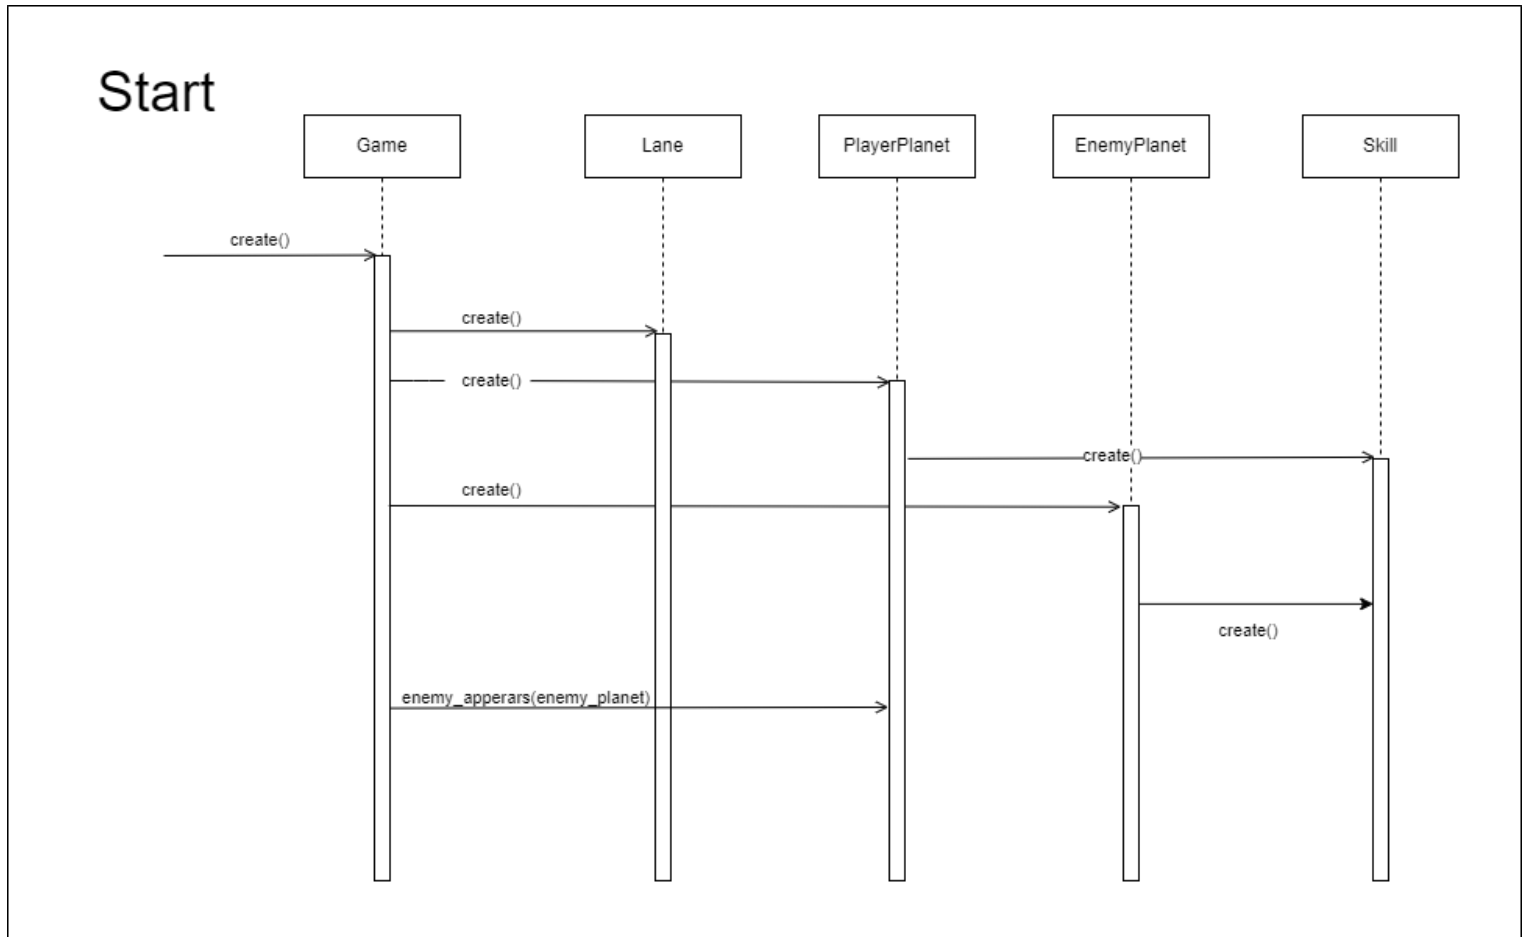 Start
Game
Lane
PlayerPlanet
EnemyPlanet
Skill
create()
create()
create()
create()
create()
create()
enemy_apperars(enemy_planet)